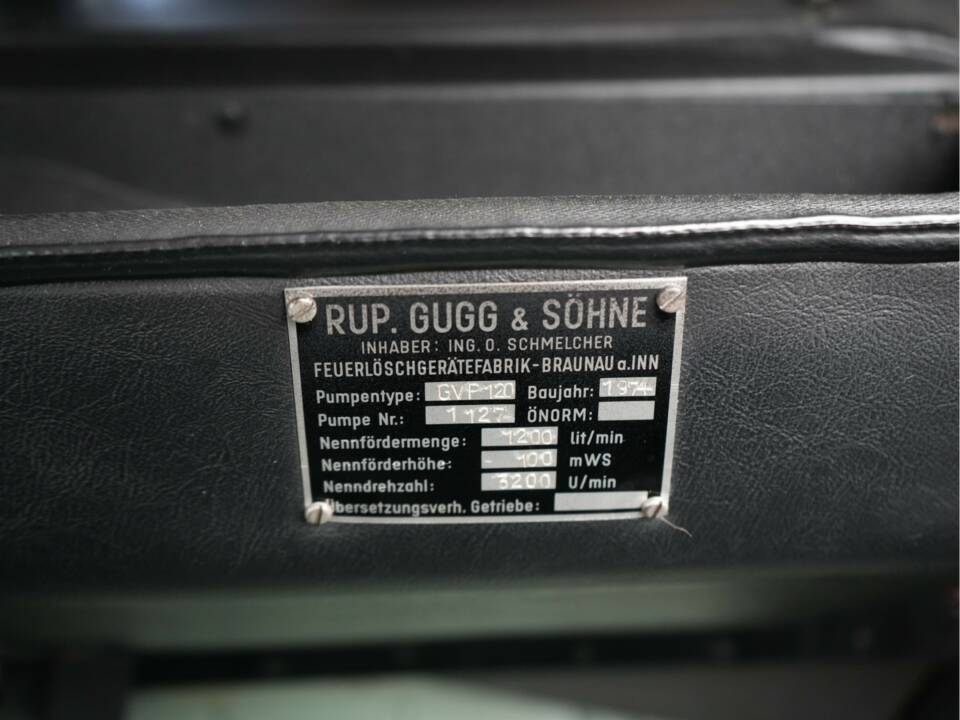 RUP. GUGG & SÖHNE
INHABER: ING. O. SCHMELCHER
FEUERLÖSCHGERÄTEFABRIK-BRAUNAU a. INN
Pumpentype: GVP 120 Baujahr: 1974
Pumpe Nr.: 1127 ÖNORM:
Nennfördermenge: 1200 lit/min
Nennförderhöhe: - 100 mWS
Nenndrehzahl: 3200 U/min
Übersetzungsverh. Getriebe: